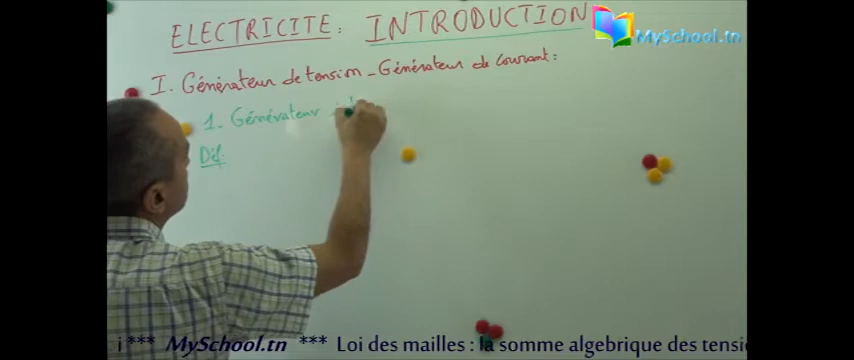 ELECTRICITE: INTRODUCTION
MySchool.tn
I. Générateur de tension - Générateur de courant:
1. Générateur
Déf:
i *** MySchool.tn *** Loi des mailles : la somme algebrique des tensi